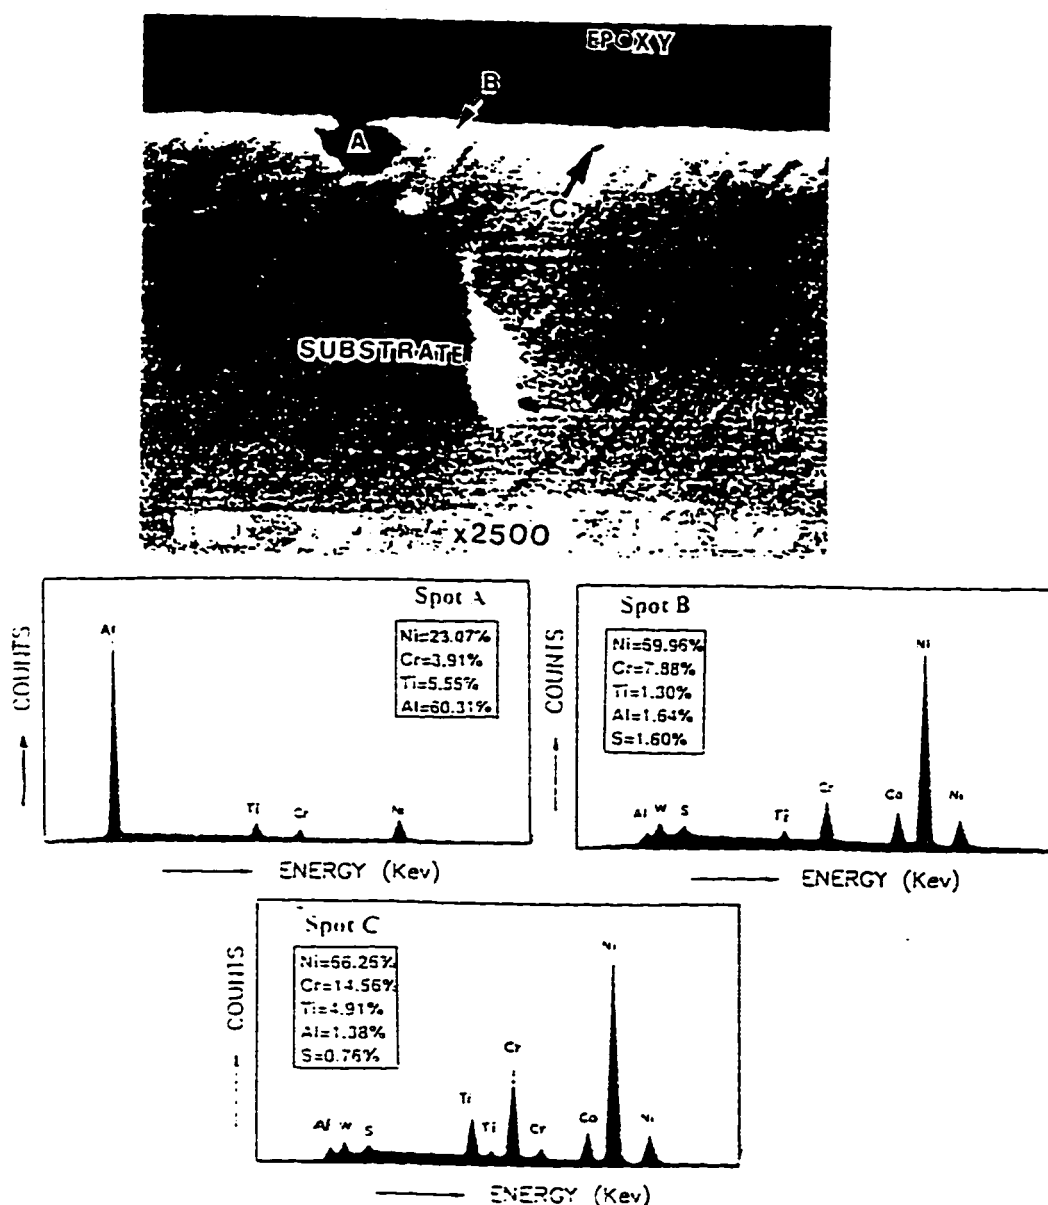 EPOXY
B
A
C
SUBSTRATE
x2500
Spot A
Ni=23.07%
Cr=3.91%
Ti=5.55%
Al=60.31%
Al
Ti
Cr
Ni
COUNTS
ENERGY (Kev)
Spot B
Ni=59.96%
Cr=7.88%
Ti=1.30%
Al=1.64%
S=1.60%
Ni
Al W S Ti Cr Co Ni
COUNTS
ENERGY (Kev)
Spot C
Cr=14.56%
Ti=4.91%
Al=1.38%
S=0.76%
Ni
Cr
Al W S Ti Ti Cr Co Ni
COUNTS
ENERGY (Kev)